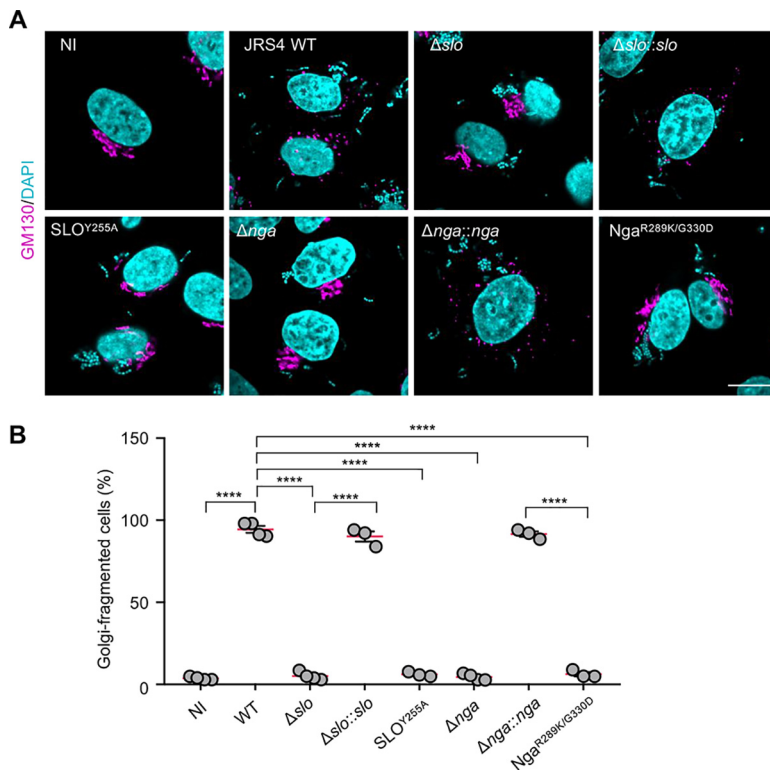 A
NI
JRS4 WT
Δslo
Δslo::slo
GM130/DAPI
SLOY255A
Δnga
Δnga::nga
NgaR289K/G330D
B
Golgi-fragmented cells (%)
150
100
50
0
****
****
****
****
****
****
****
NI
WT
Δslo
Δslo::slo
SLOY255A
Δnga
Δnga::nga
NgaR289K/G330D